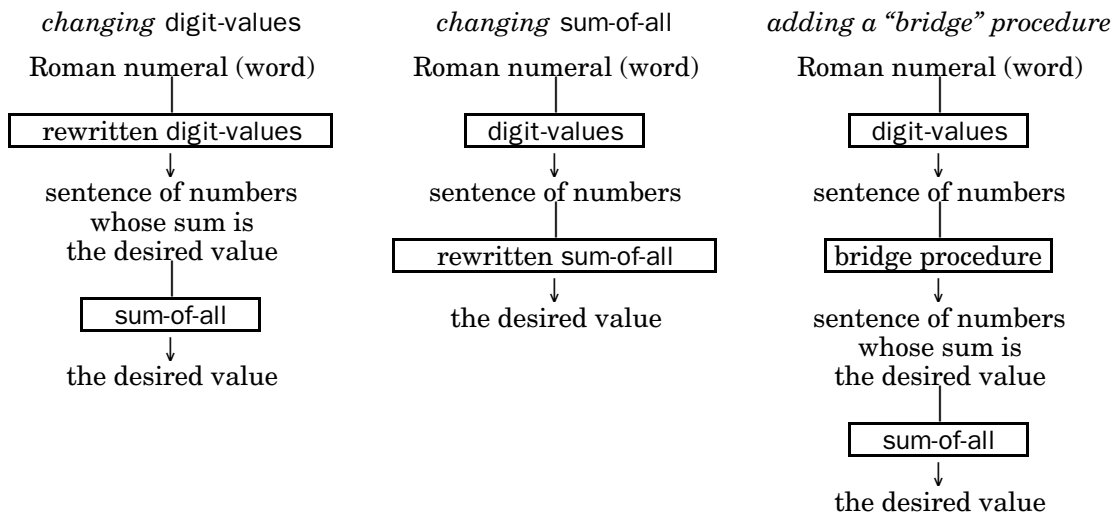 changing digit-values
Roman numeral (word)
rewritten digit-values
sentence of numbers
whose sum is
the desired value
sum-of-all
the desired value
changing sum-of-all
Roman numeral (word)
digit-values
sentence of numbers
rewritten sum-of-all
the desired value
adding a “bridge” procedure
Roman numeral (word)
digit-values
sentence of numbers
bridge procedure
sentence of numbers
whose sum is
the desired value
sum-of-all
the desired value